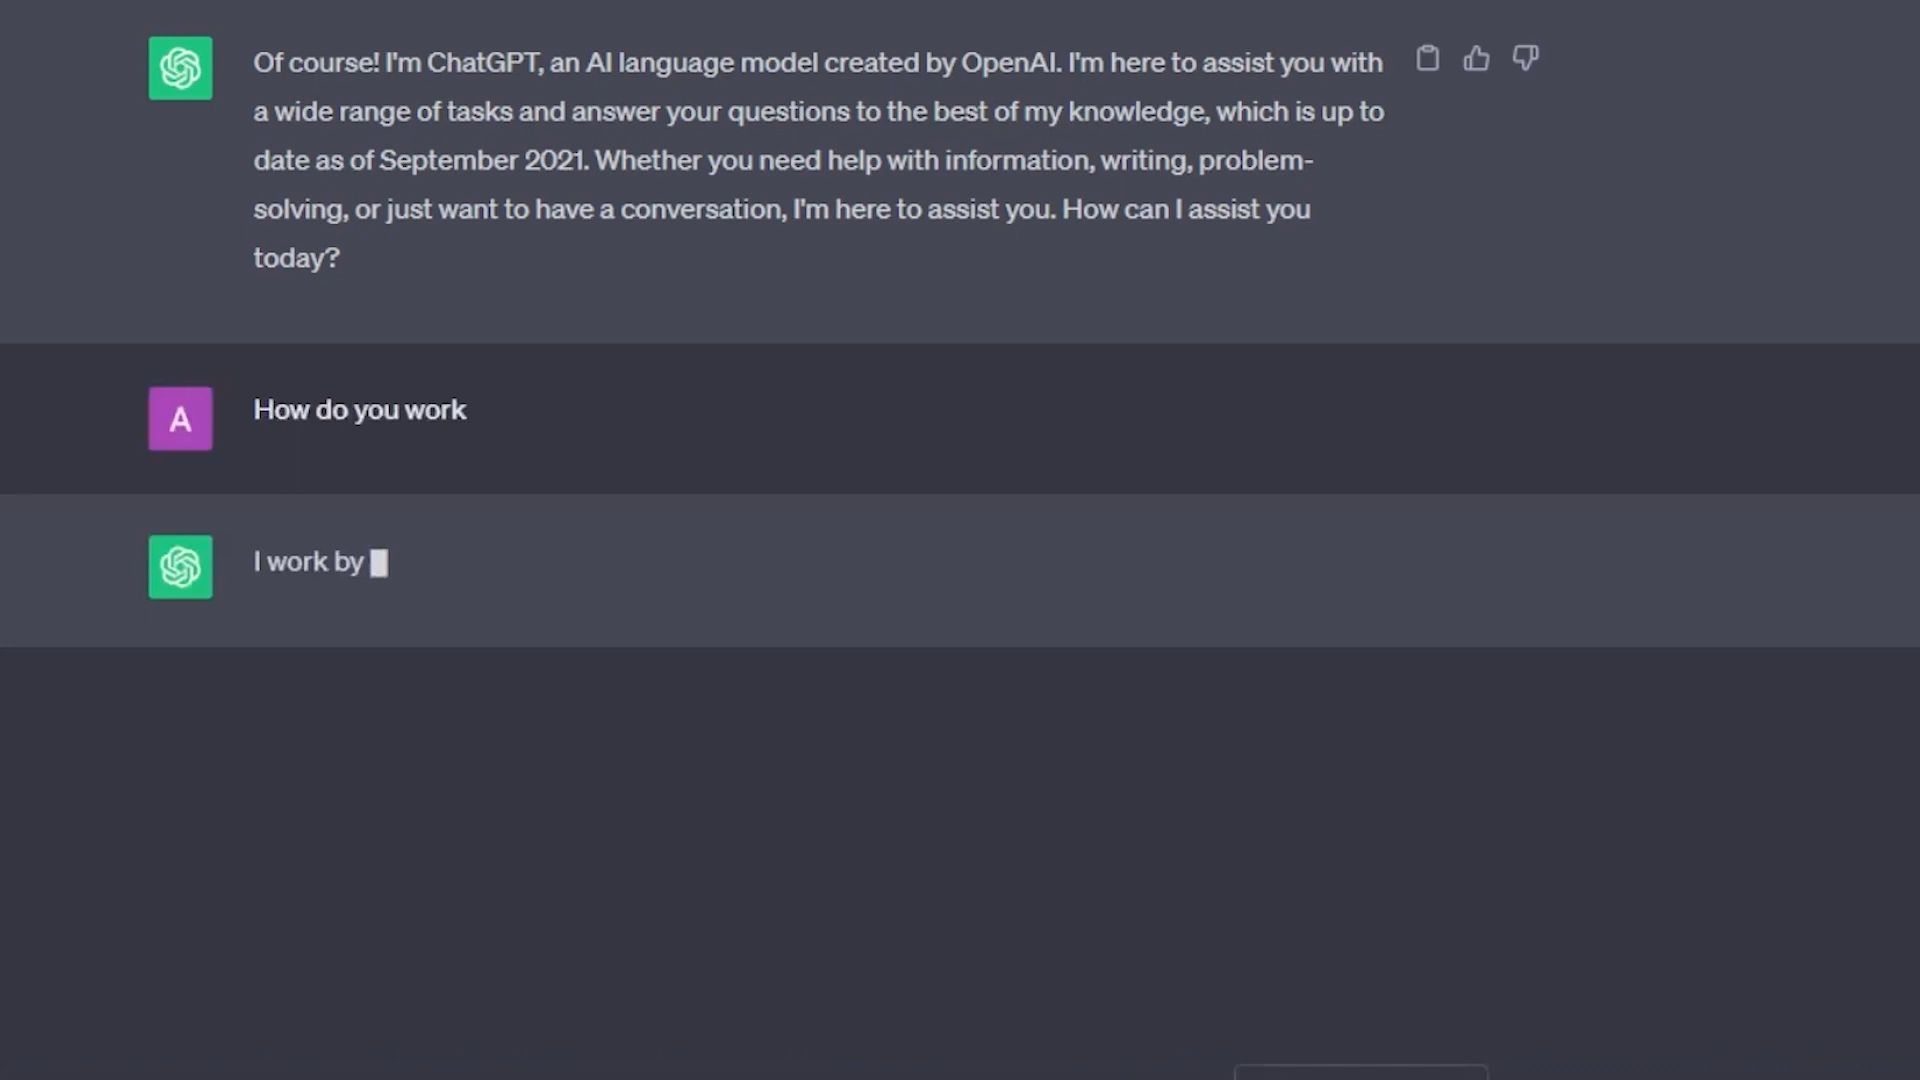 Of course! I'm ChatGPT, an AI language model created by OpenAI. I'm here to assist you with
a wide range of tasks and answer your questions to the best of my knowledge, which is up to
date as of September 2021. Whether you need help with information, writing, problem-
solving, or just want to have a conversation, I'm here to assist you. How can I assist you
today?
A
How do you work
I work by